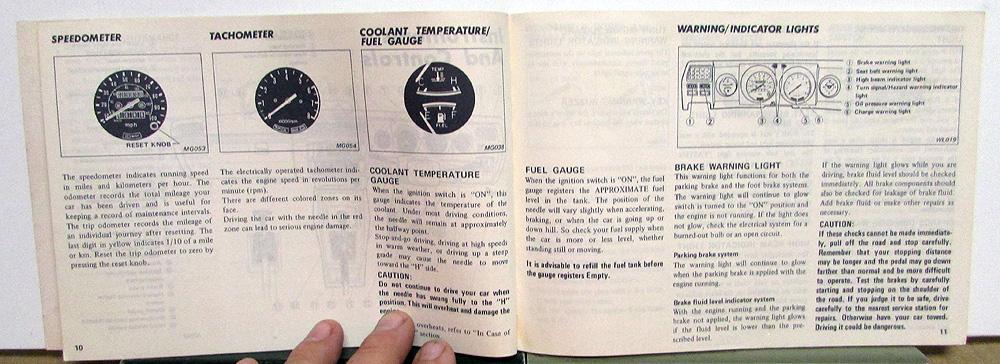 SPEEDOMETER
RESET KNOB
MG053
The speedometer indicates running speed
in miles and kilometers per hour. The
odometer records the total mileage your
car has been driven and is useful for
keeping a record of maintenance intervals.
The trip odometer records the mileage of
an individual journey after resetting. The
last digit in yellow indicates 1/10 of a mile
or km. Reset the trip odometer to zero by
pressing the reset knob.
10
TACHOMETER
MG054
The electrically operated tachometer indi-
cates the engine speed in revolutions per
minute (rpm).
There are different colored zones on its
face.
Driving the car with the needle in the red
zone can lead to serious engine damage.
COOLANT TEMPERATURE/
FUEL GAUGE
TEMP
C H
E F
FUEL
MG038
COOLANT TEMPERATURE
GAUGE
When the ignition switch is "ON", this
gauge indicates the temperature of the
coolant. Under most driving conditions,
the needle will remain at approximately
the halfway point.
Stop-and-go driving, driving at high speeds
in warm weather, or driving up a steep
grade may cause the needle to move
toward the "H" side.
CAUTION:
Do not continue to drive your car when
the needle has swung fully to the "H"
position. This will overheat and damage the
overheats, refer to "In Case of
section
FUEL GAUGE
When the ignition switch is "ON", the fuel
gauge registers the APPROXIMATE fuel
level in the tank. The position of the
needle will vary slightly when accelerating,
braking, or when the car is going up or
down hill. So check your fuel supply when
the car is more or less level, whether
standing still or moving.
It is advisable to refill the fuel tank before
the gauge registers Empty.
WARNING/INDICATOR LIGHTS
1 Brake warning light
2 Seat belt warning light
3 High beam indicator light
4 Turn signal/Hazard warning indicator
light
5 Oil pressure warning light
6 Charge warning light
1 2 3 4 5 6
WL019
BRAKE WARNING LIGHT
This warning light functions for both the
parking brake and the foot brake systems.
The warning light will continue to glow
switch is turned to the "ON" position and
the engine is not running. If the light does
not glow, check the electrical system for a
burned-out bulb or an open circuit.
Parking brake system
The warning light will continue to glow
when the parking brake is applied with the
engine running.
Brake fluid level indicator system
With the engine running and the parking
brake not applied, the warning light glows
if the fluid level is lower than the pre-
scribed level.
If the warning light glows while you are
driving, brake fluid level should be checked
immediately. All brake components should
also be checked for leakage of brake fluid.
Add brake fluid or make other repairs as
necessary.
CAUTION:
If these checks cannot be made immediate-
ly, pull off the road and stop carefully.
Remember that your stopping distance
may be longer and the pedal may go down
farther than normal and be more difficult
to operate. Test the brakes by carefully
starting and stopping on the shoulder of
the road. If you judge it to be safe, drive
carefully to the nearest service station for
repairs. Otherwise have your car towed.
Driving it could be dangerous.
11